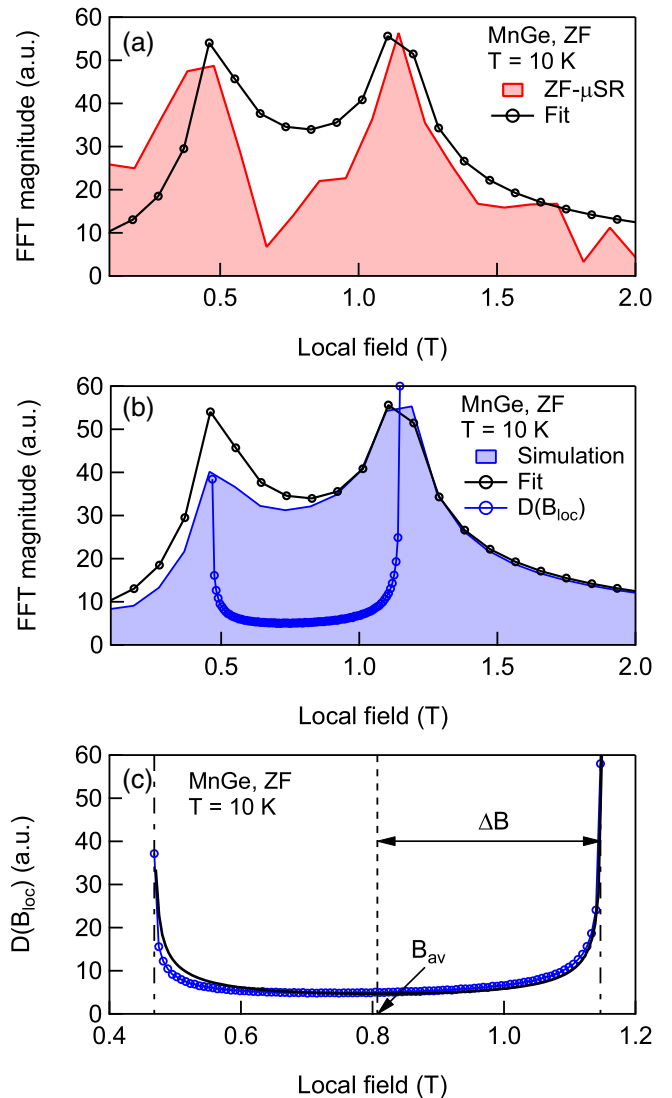 60
50
40
30
20
10
0
FFT magnitude (a.u.)
(a)
MnGe, ZF
T = 10 K
ZF-μSR
Fit
0.5
1.0
1.5
2.0
Local field (T)
60
50
40
30
20
10
0
FFT magnitude (a.u.)
(b)
MnGe, ZF
T = 10 K
Simulation
Fit
D(B_loc)
0.5
1.0
1.5
2.0
Local field (T)
60
50
40
30
20
10
0
D(B_loc) (a.u.)
(c)
MnGe, ZF
T = 10 K
ΔB
B_av
0.4
0.6
0.8
1.0
1.2
Local field (T)